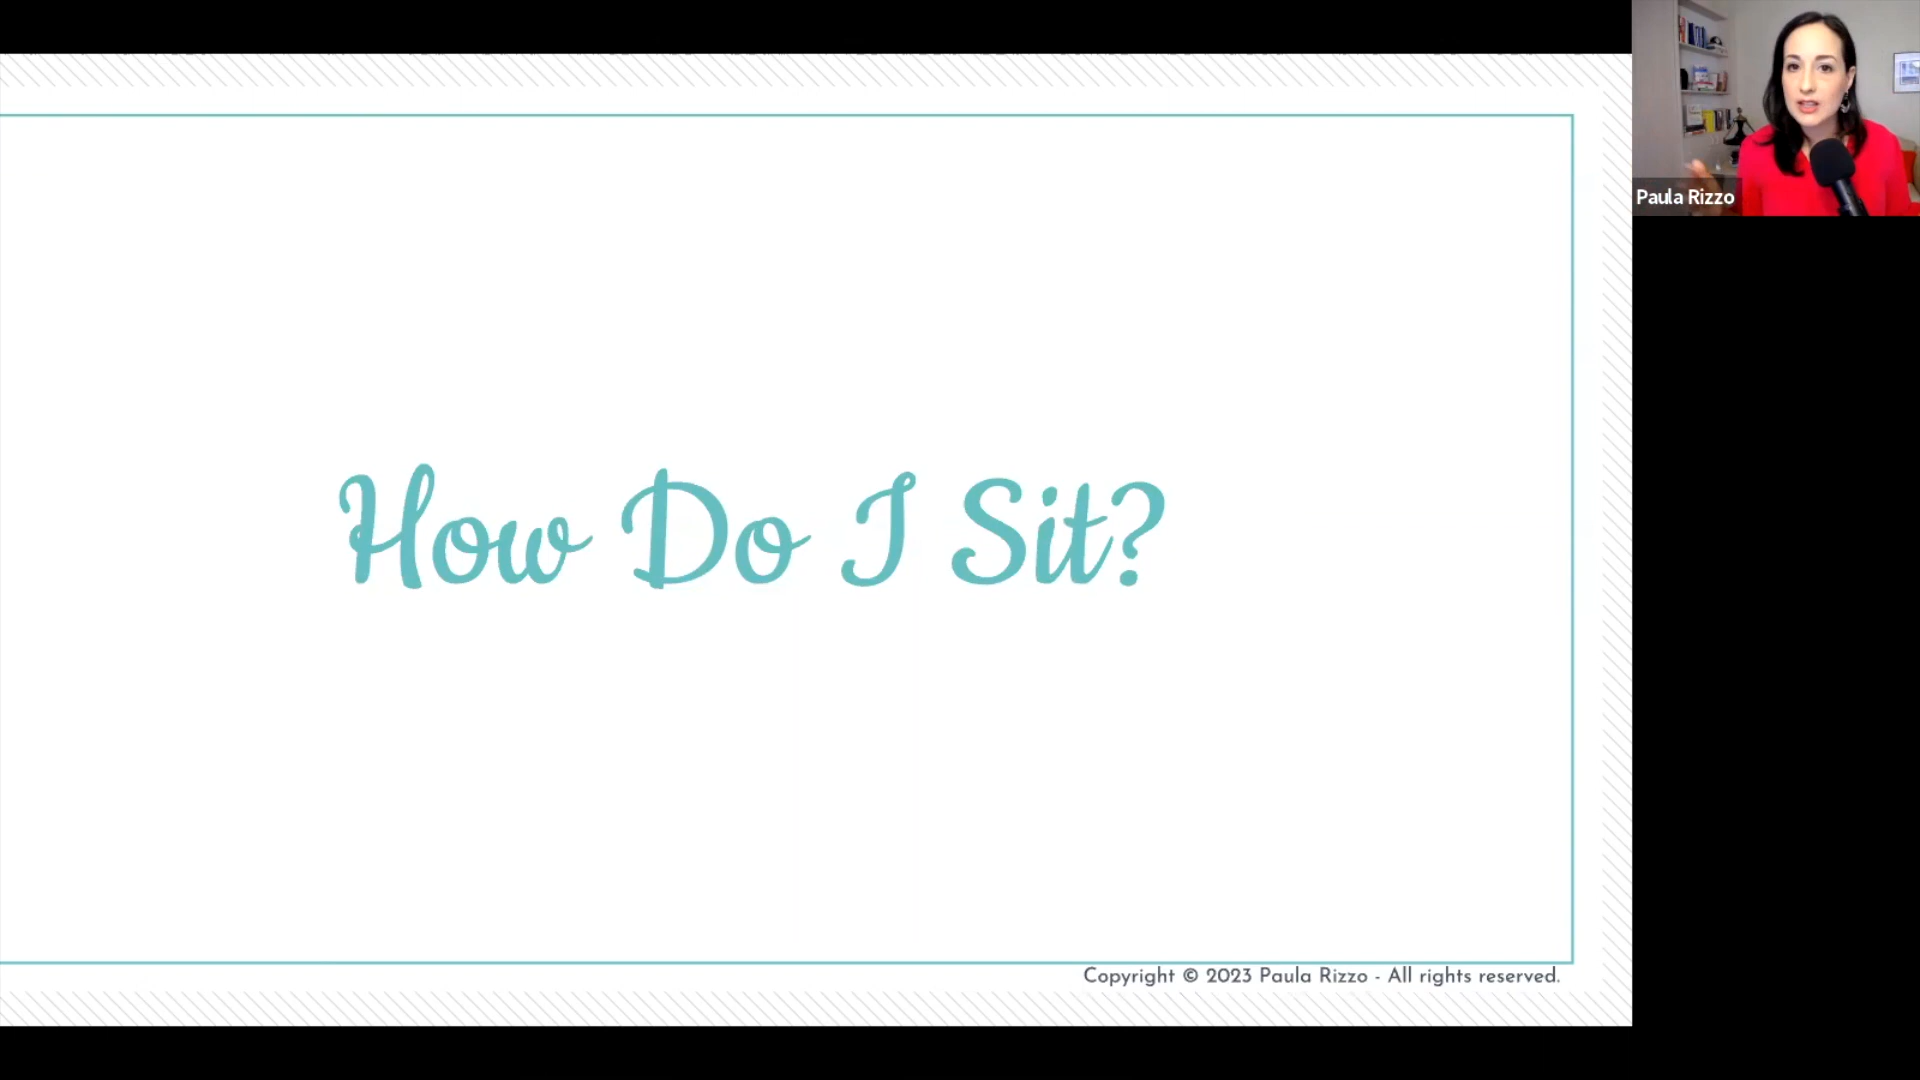 How Do I Sit?
Paula Rizzo
Copyright © 2023 Paula Rizzo - All rights reserved.